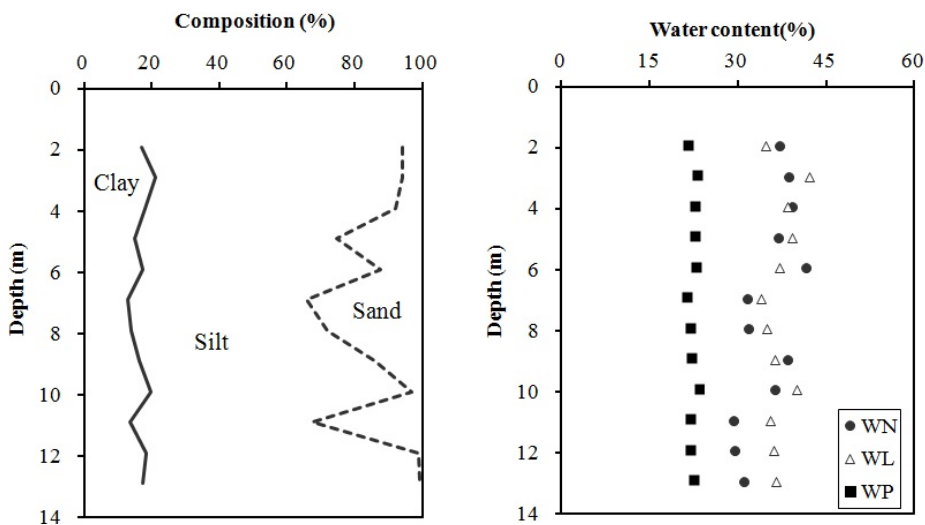 Composition (%)
0 20 40 60 80 100
0
2
4
6
8
10
12
14
Depth (m)
Clay
Silt
Sand
Water content(%)
0 15 30 45 60
0
2
4
6
8
10
12
14
Depth (m)
WN
WL
WP